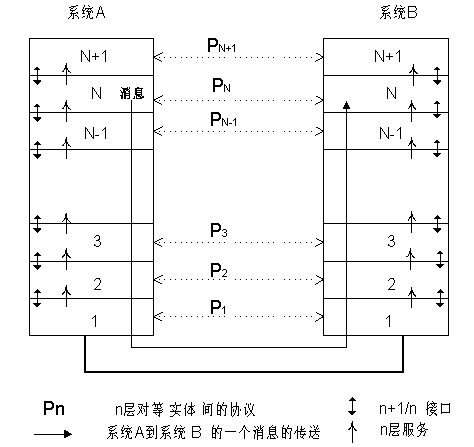 系统A 系统B
N+1 PN+1 N+1
N 消息 PN N
N-1 PN-1 N-1
3 P3 3
2 P2 2
1 P1 1
Pn n层对等实体间的协议 n+1/n 接口
系统A到系统B 的一个消息的传送 n层服务